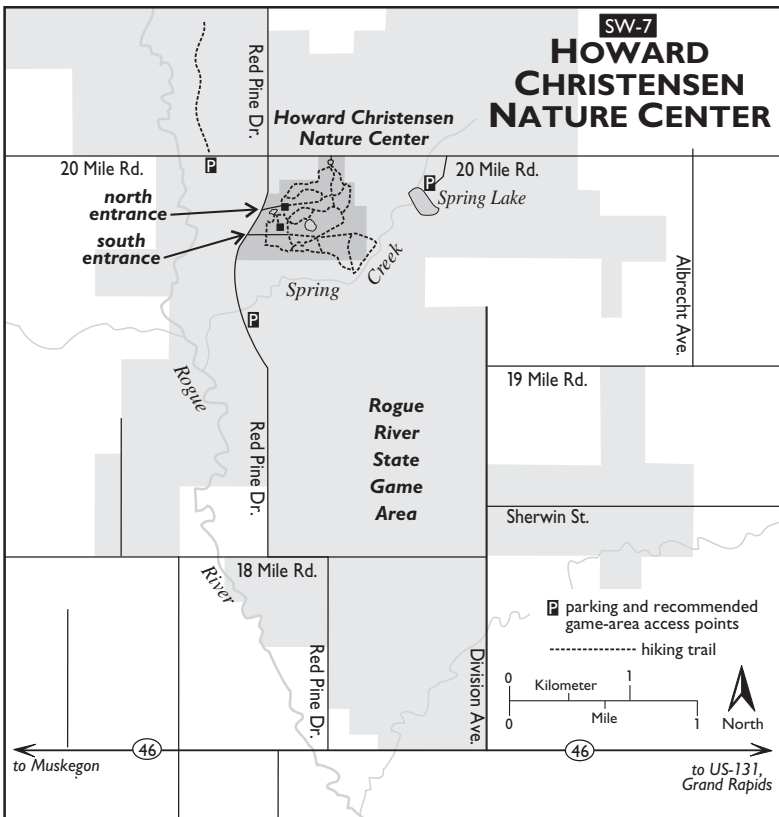 SW-7
HOWARD
CHRISTENSEN
NATURE CENTER
Red Pine Dr.
Howard Christensen
Nature Center
P
20 Mile Rd.
20 Mile Rd.
P
Spring Lake
north
entrance
south
entrance
Spring
Creek
Albrecht Ave.
P
Rogue
River
Red Pine Dr.
Rogue
River
State
Game
Area
19 Mile Rd.
Sherwin St.
18 Mile Rd.
Red Pine Dr.
Division Ave.
P parking and recommended
game-area access points
hiking trail
0 1
Kilometer
Mile
0 1
North
46
46
to Muskegon
to US-131,
Grand Rapids